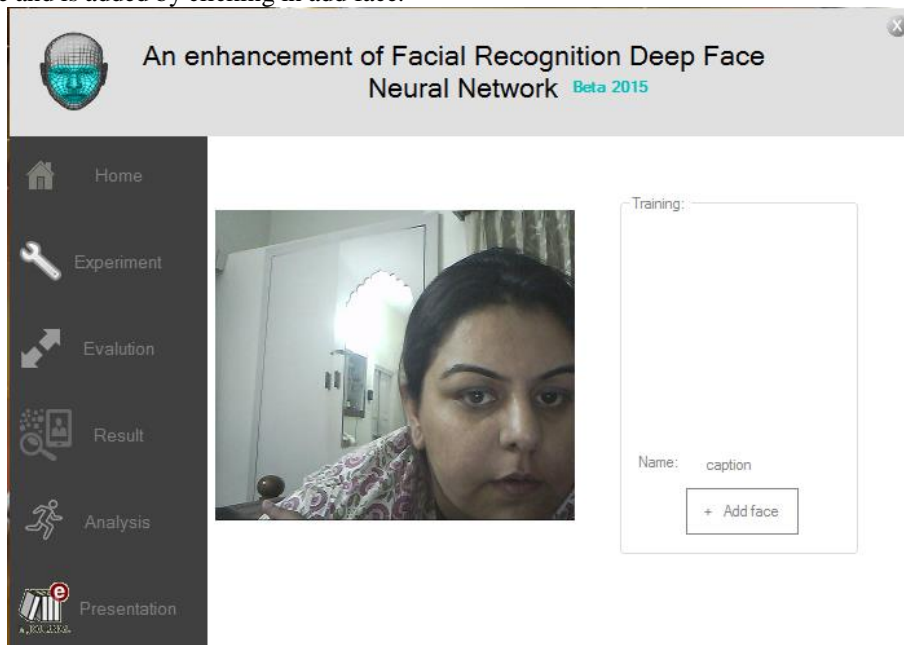 e and is added by clicking in add face.
An enhancement of Facial Recognition Deep Face
Neural Network Beta 2015
X
Home
Experiment
Evalution
Result
Analysis
e
Presentation
Training:
Name: caption
+ Add face